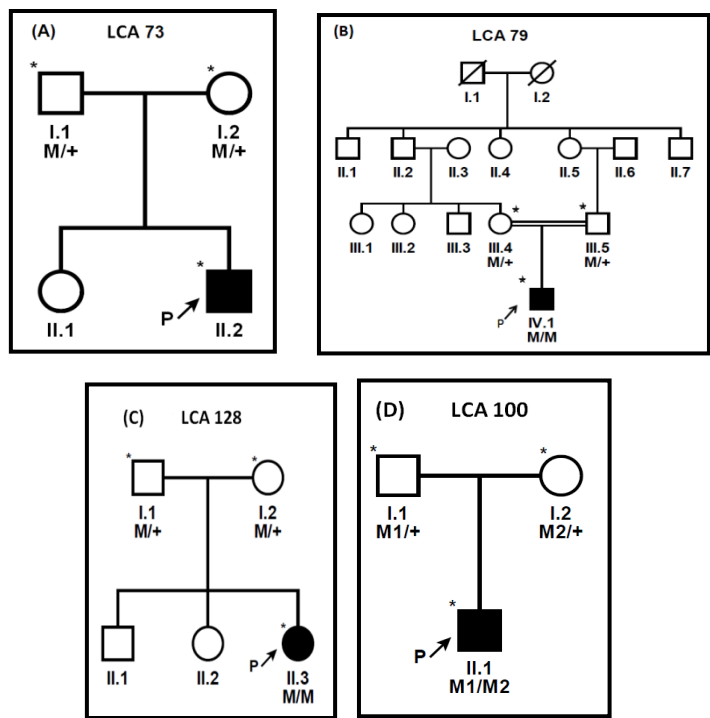 (A) LCA 73
* *
I.1 I.2
M/+ M/+
*
P
II.1 II.2
(B) LCA 79
I.1 I.2
II.1 II.2 II.3 II.4 II.5 II.6 II.7
* *
III.1 III.2 III.3 III.4 III.5
M/+ M/+
*
P
IV.1
M/M
(C) LCA 128
* *
I.1 I.2
M/+ M/+
*
P
II.1 II.2 II.3
M/M
(D) LCA 100
* *
I.1 I.2
M1/+ M2/+
*
P
II.1
M1/M2